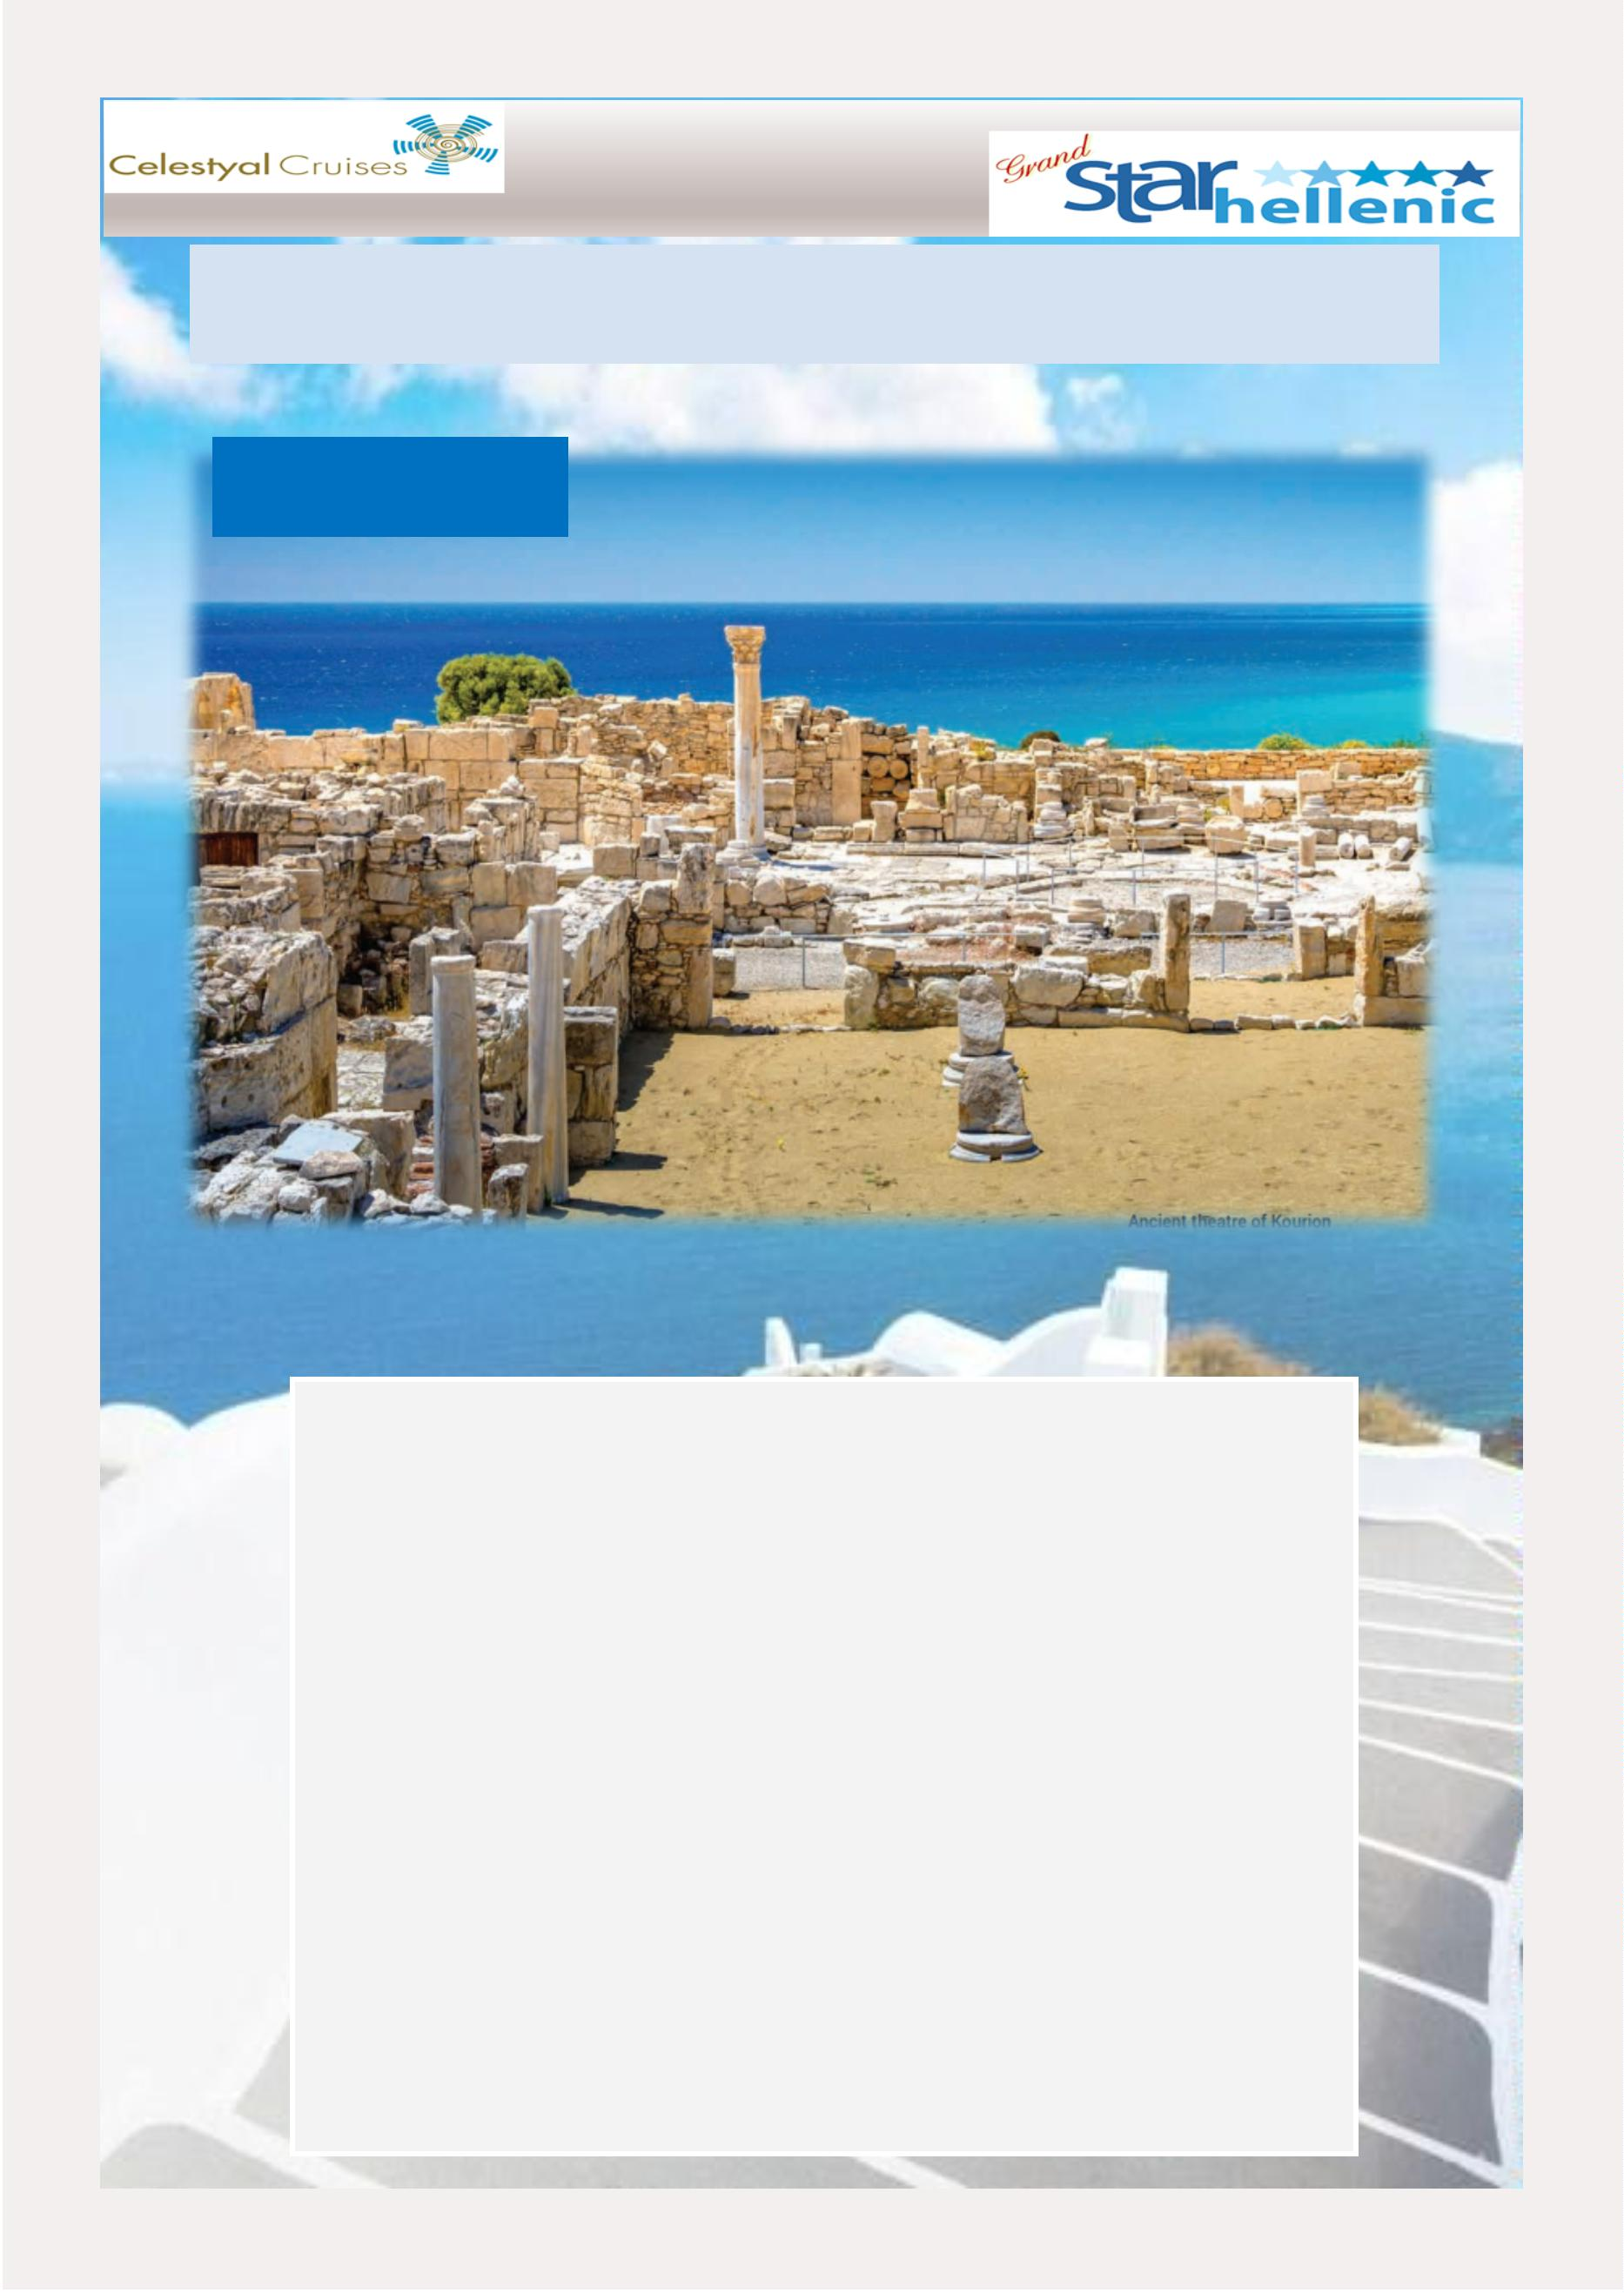 Celestyal Cruises
Grand
Star
hellenic
Ancient theatre of Kourion